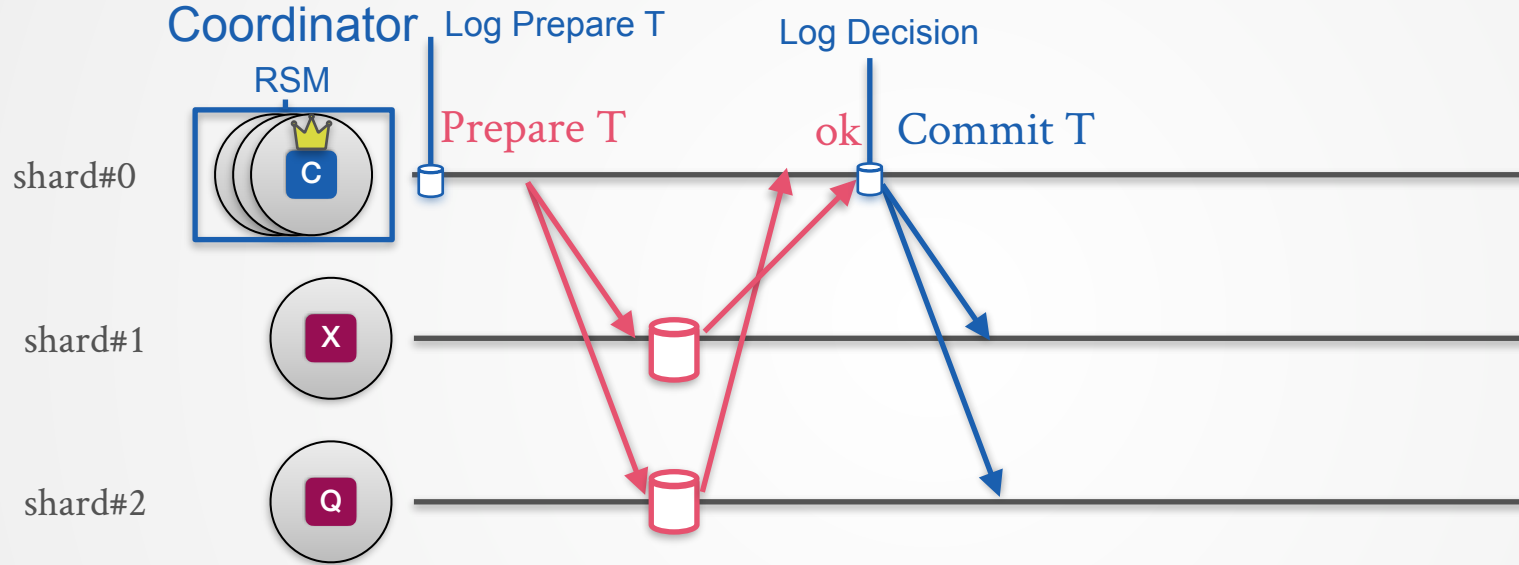 Coordinator
Log Prepare T
Log Decision
RSM
Prepare T
ok
Commit T
shard#0
C
shard#1
X
shard#2
Q